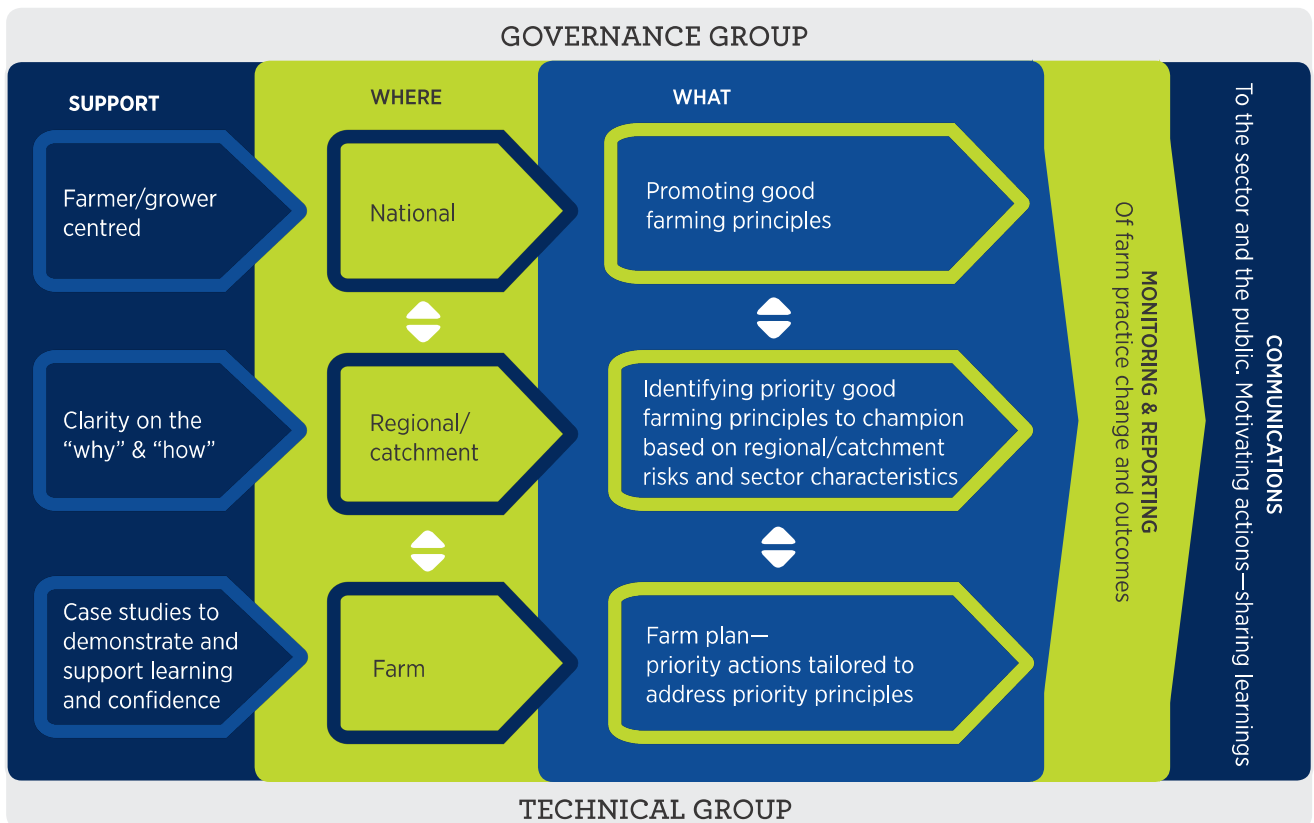 GOVERNANCE GROUP
SUPPORT
Farmer/grower
centred
Clarity on the
“why” & “how”
Case studies to
demonstrate and
support learning
and confidence
WHERE
National
Regional/
catchment
Farm
WHAT
Promoting good
farming principles
Identifying priority good
farming principles to champion
based on regional/catchment
risks and sector characteristics
Farm plan—
priority actions tailored to
address priority principles
MONITORING & REPORTING
Of farm practice change and outcomes
COMMUNICATIONS
To the sector and the public. Motivating actions—sharing learnings
TECHNICAL GROUP